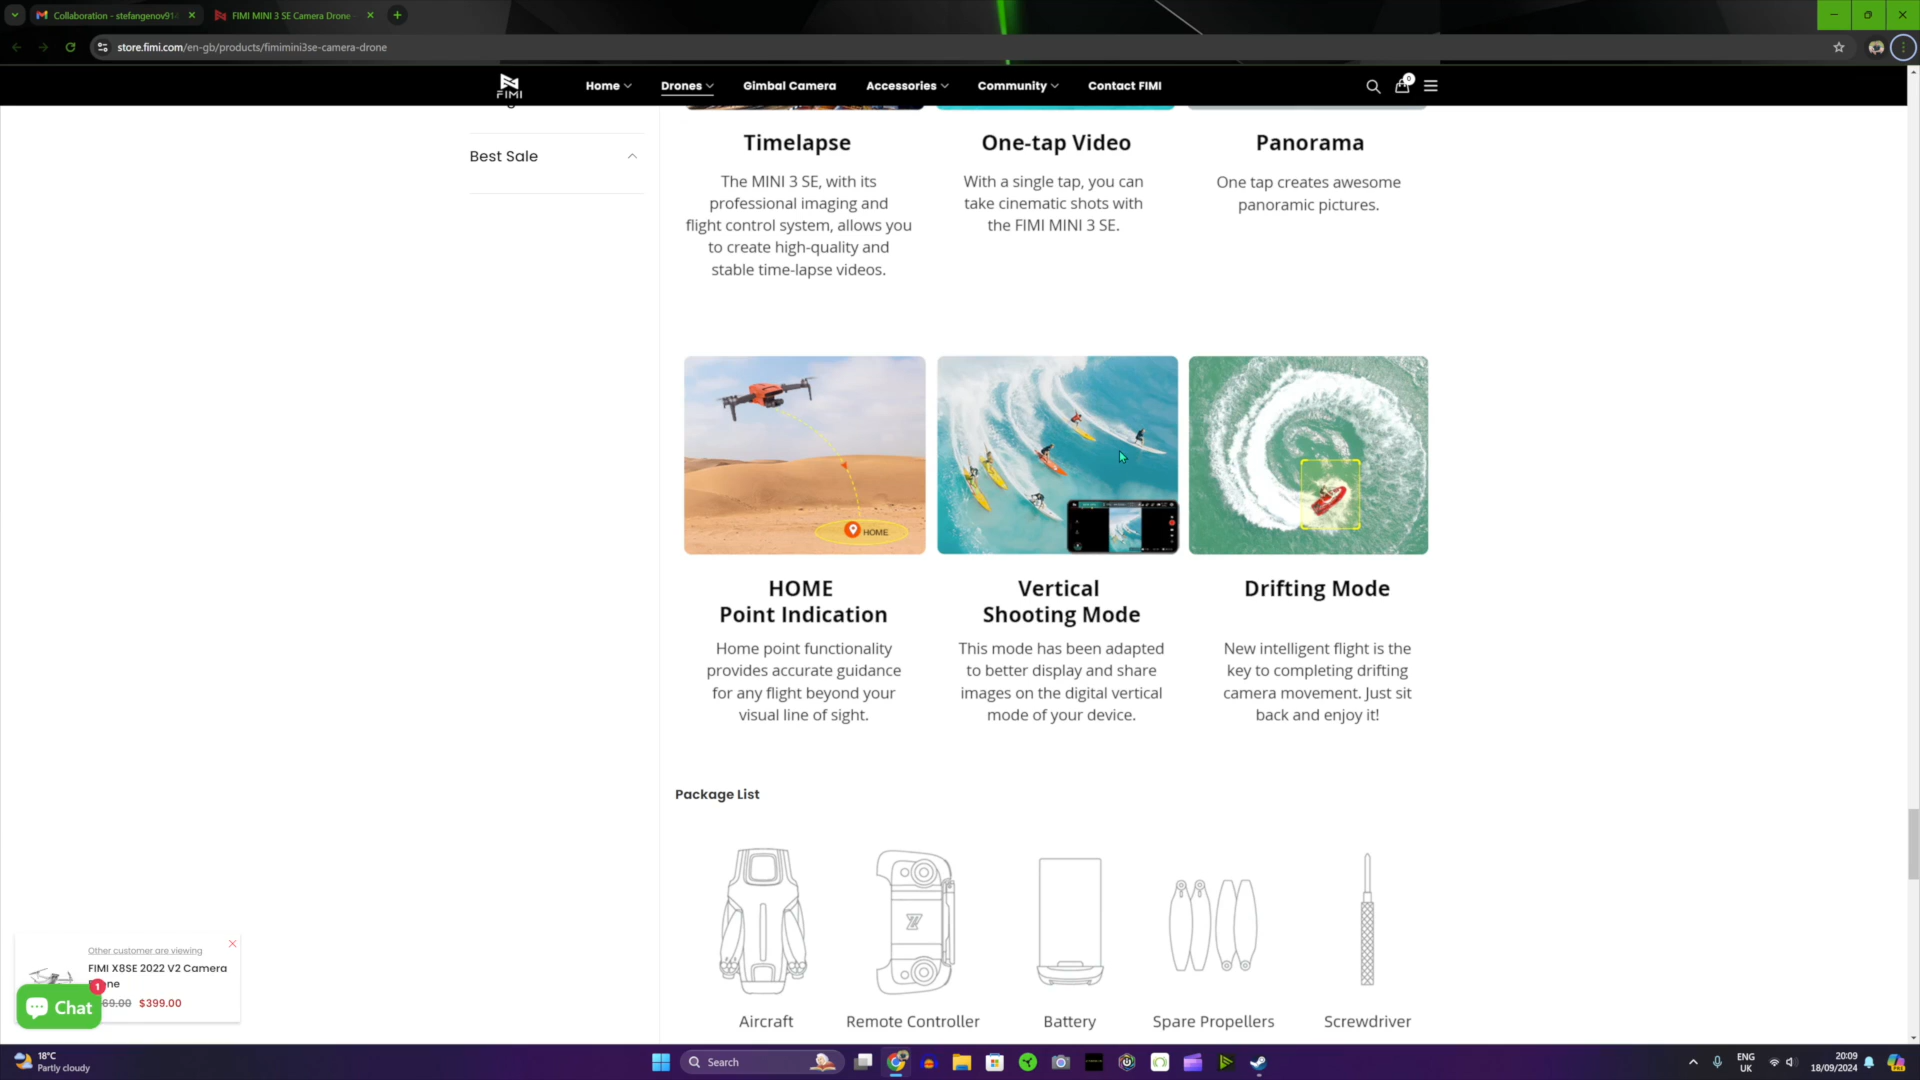 Collaboration - stefangenov91
FIMI MINI 3 SE Camera Drone
store.fimi.com/en-gb/products/fimimini3se-camera-drone
FIMI
Home
Drones
Gimbal Camera
Accessories
Community
Contact FIMI
0
Best Sale
Timelapse
The MINI 3 SE, with its
professional imaging and
flight control system, allows you
to create high-quality and
stable time-lapse videos.
One-tap Video
With a single tap, you can
take cinematic shots with
the FIMI MINI 3 SE.
Panorama
One tap creates awesome
panoramic pictures.
HOME
HOME
Point Indication
Home point functionality
provides accurate guidance
for any flight beyond your
visual line of sight.
Vertical
Shooting Mode
This mode has been adapted
to better display and share
images on the digital vertical
mode of your device.
Drifting Mode
New intelligent flight is the
key to completing drifting
camera movement. Just sit
back and enjoy it!
Package List
Aircraft
Remote Controller
Battery
Spare Propellers
Screwdriver
Other customer are viewing
FIMI X8SE 2022 V2 Camera
$399.00
Chat
1
18°C
Partly cloudy
Search
ENG
UK
20:09
18/09/2024